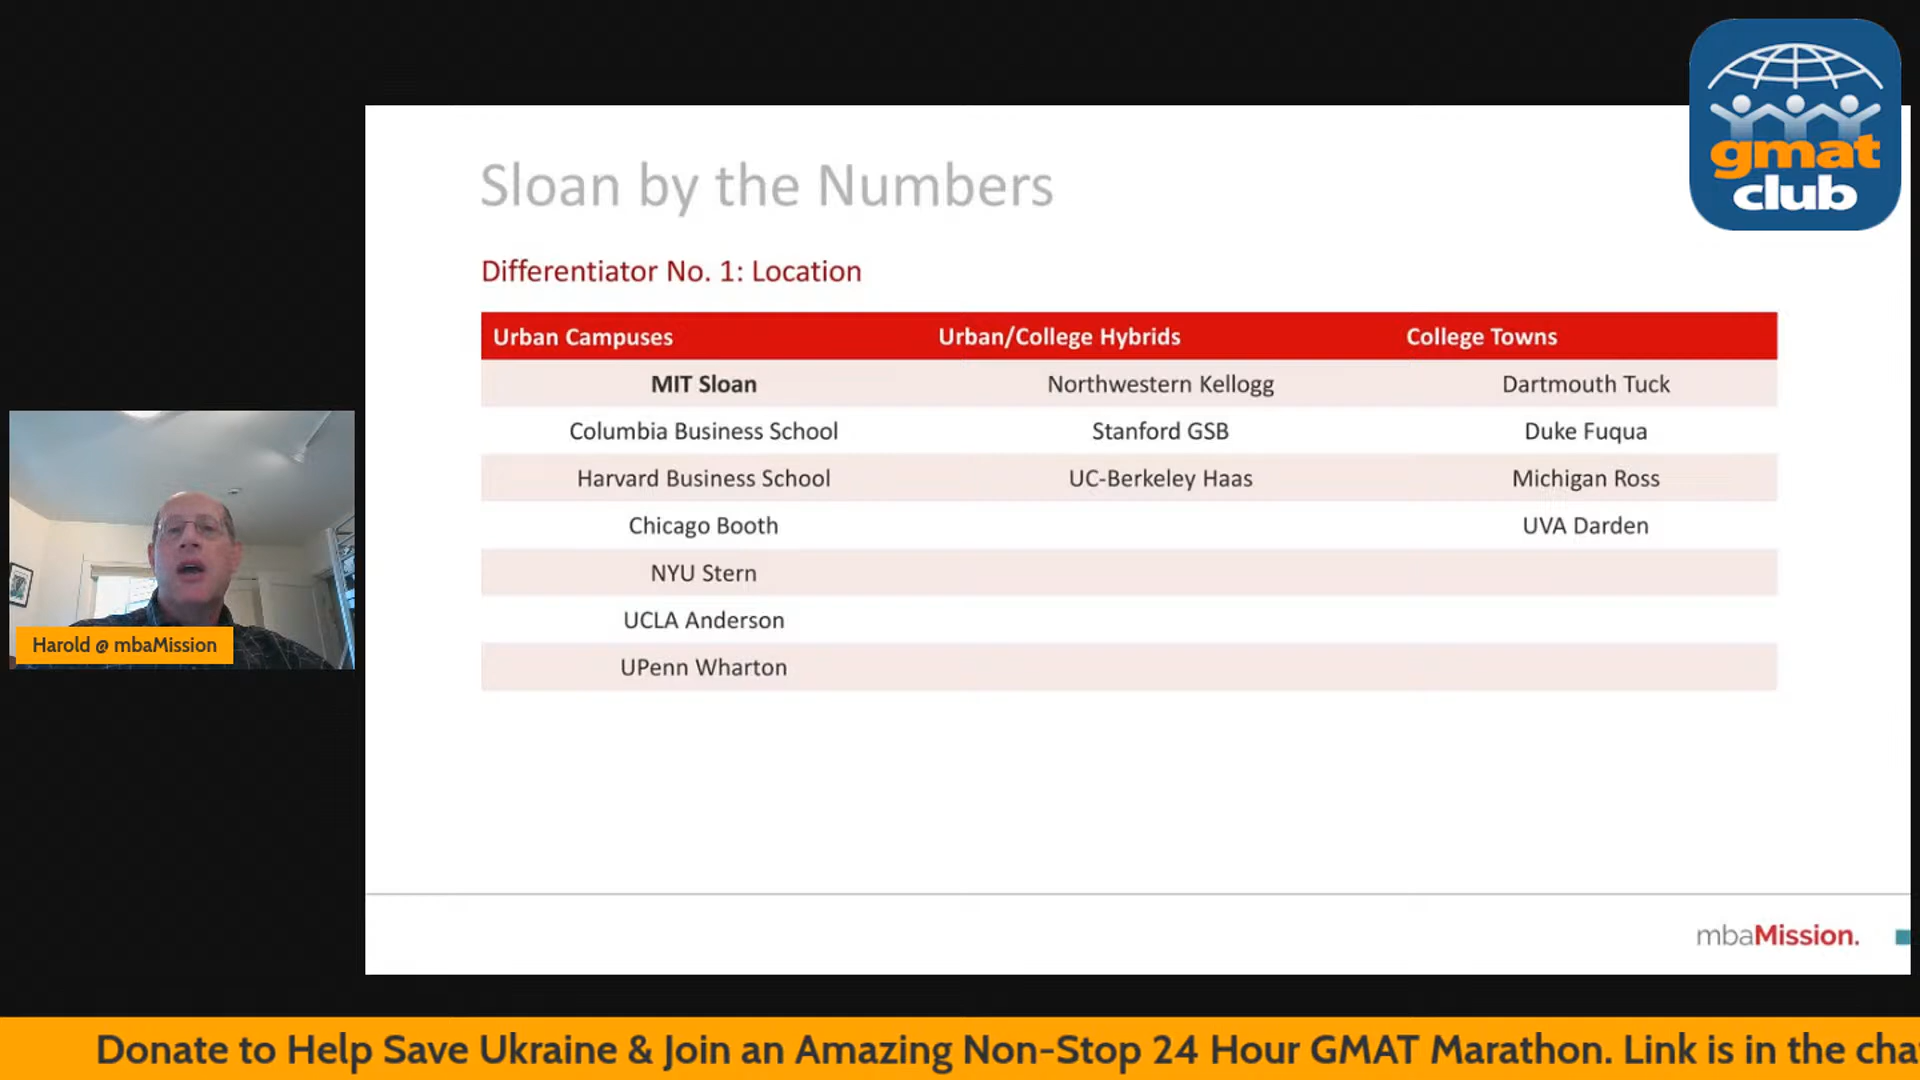 gmat
club
Sloan by the Numbers
Differentiator No. 1: Location
Urban Campuses Urban/College Hybrids College Towns
MIT Sloan Northwestern Kellogg Dartmouth Tuck
Columbia Business School Stanford GSB Duke Fuqua
Harvard Business School UC-Berkeley Haas Michigan Ross
Chicago Booth UVA Darden
NYU Stern
UCLA Anderson
UPenn Wharton
Harold @ mbaMission
mbaMission.
Donate to Help Save Ukraine & Join an Amazing Non-Stop 24 Hour GMAT Marathon. Link is in the cha